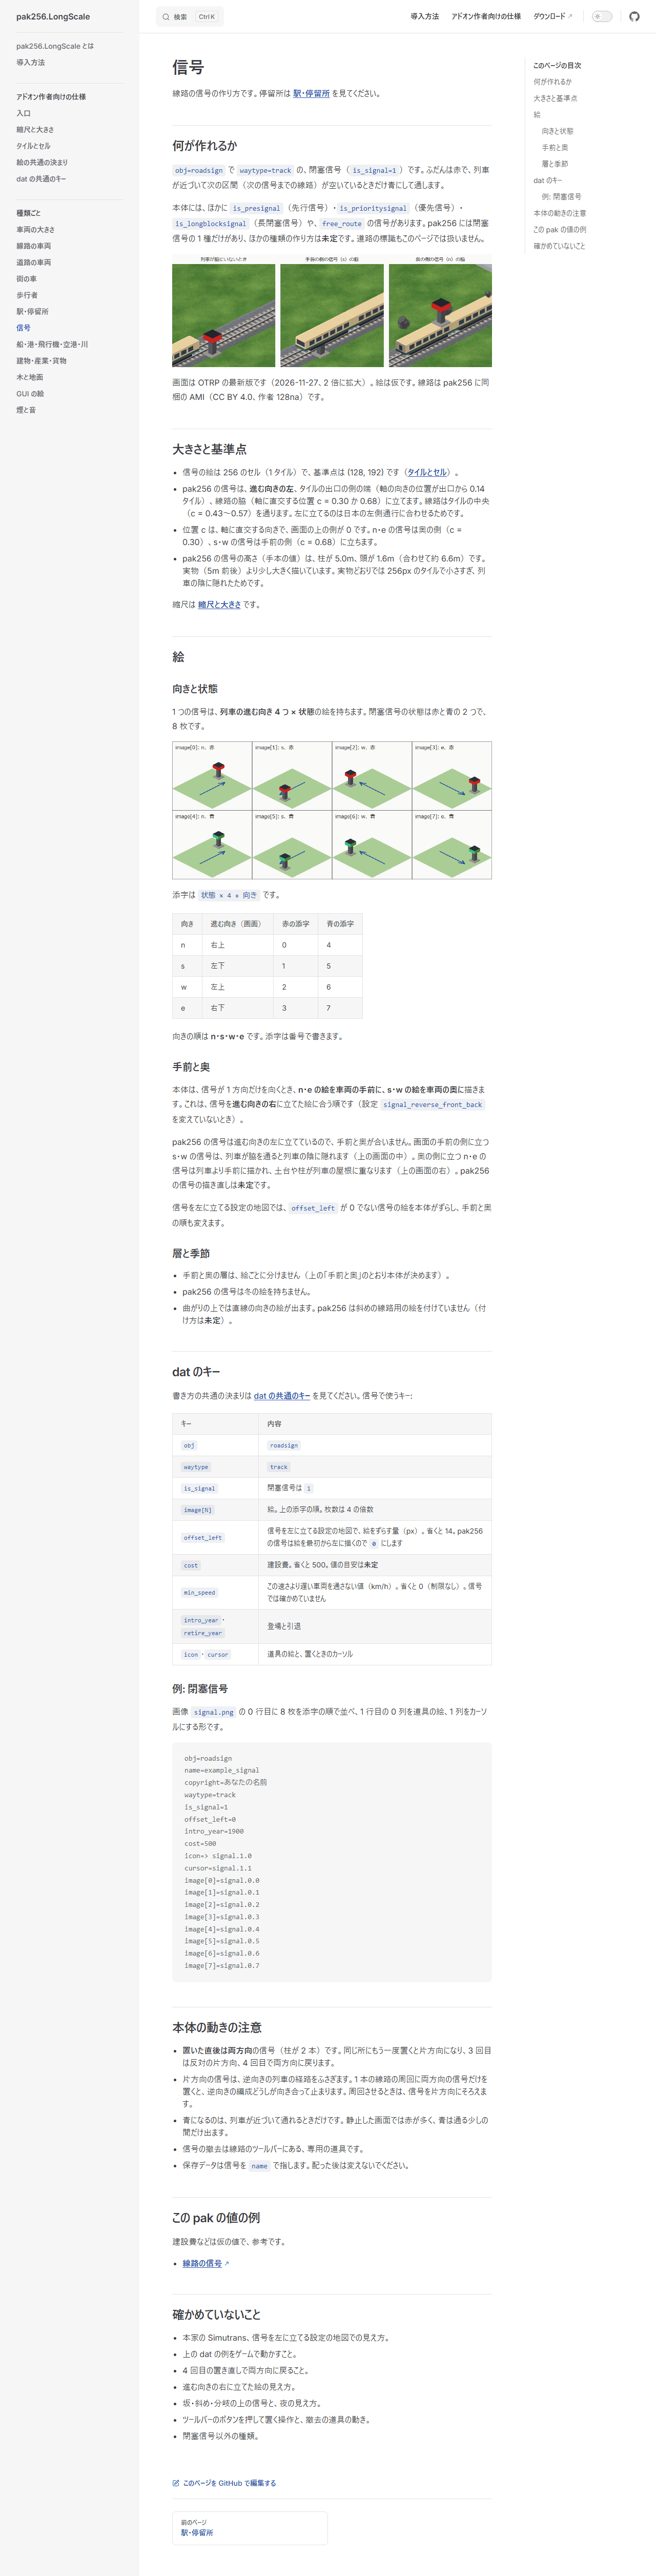 pak256.LongScale
検索 Ctrl K
導入方法 アドオン作者向けの仕様 ダウンロード ↗
pak256.LongScale とは
導入方法
アドオン作者向けの仕様
入口
縮尺と大きさ
タイルとセル
絵の共通の決まり
dat の共通のキー
種類ごと
車両の大きさ
線路の車両
道路の車両
街の車
歩行者
駅・停留所
信号
船・港・飛行機・空港・川
建物・産業・貨物
木と地面
GUI の絵
煙と音
このページの目次
何が作れるか
大きさと基準点
絵
向きと状態
手前と奥
層と季節
dat のキー
例: 閉塞信号
本体の動きの注意
この pak の値の例
確かめていないこと
信号
線路の信号の作り方です。停留所は 駅・停留所 を見てください。
何が作れるか
obj=roadsign で waytype=track の、閉塞信号（ is_signal=1 ）です。ふだんは赤で、列車
が近づいて次の区間（次の信号までの線路）が空いているときだけ青にして通します。
本体には、ほかに is_presignal（先行信号）・ is_prioritysignal（優先信号）・
is_longblocksignal（長閉塞信号）や、 free_route の信号があります。pak256 には閉塞
信号の 1 種だけがあり、ほかの種類の作り方は未定です。道路の標識もこのページでは扱いません。
列車が脇にいないとき
手前の側の信号（s）の脇
奥の側の信号（n）の脇
画面は OTRP の最新版です（2026-11-27、2 倍に拡大）。絵は仮です。線路は pak256 に同
梱の AMI（CC BY 4.0、作者 128na）です。
大きさと基準点
• 信号の絵は 256 のセル（1 タイル）で、基準点は (128, 192) です（タイルとセル）。
• pak256 の信号は、進む向きの左、タイルの出口の側の端（軸の向きの位置が出口から 0.14
タイル）、線路の脇（軸に直交する位置 c = 0.30 か 0.68）に立てます。線路はタイルの中央
（c = 0.43〜0.57）を通ります。左に立てるのは日本の左側通行に合わせるためです。
• 位置 c は、軸に直交する向きで、画面の上の側が 0 です。n・e の信号は奥の側（c =
0.30）、s・w の信号は手前の側（c = 0.68）に立ちます。
• pak256 の信号の高さ（手本の値）は、柱が 5.0m、頭が 1.6m（合わせて約 6.6m）です。
実物（5m 前後）より少し大きく描いています。実物どおりでは 256px のタイルで小さすぎ、列
車の陰に隠れたためです。
縮尺は 縮尺と大きさ です。
絵
向きと状態
1 つの信号は、列車の進む向き 4 つ × 状態の絵を持ちます。閉塞信号の状態は赤と青の 2 つで、
8 枚です。
image[0]: n、赤
image[1]: s、赤
image[2]: w、赤
image[3]: e、赤
image[4]: n、青
image[5]: s、青
image[6]: w、青
image[7]: e、青
添字は 状態 × 4 + 向き です。
向き 進む向き（画面） 赤の添字 青の添字
n 右上 0 4
s 左下 1 5
w 左上 2 6
e 右下 3 7
向きの順は n・s・w・e です。添字は番号で書きます。
手前と奥
本体は、信号が 1 方向だけを向くとき、n・e の絵を車両の手前に、s・w の絵を車両の奥に描きま
す。これは、信号を進む向きの右に立てた絵に合う順です（設定 signal_reverse_front_back
を変えていないとき）。
pak256 の信号は進む向きの左に立てているので、手前と奥が合いません。画面の手前の側に立つ
s・w の信号は、列車が脇を通ると列車の陰に隠れます（上の画面の中）。奥の側に立つ n・e の
信号は列車より手前に描かれ、土台や柱が列車の屋根に重なります（上の画面の右）。pak256
の信号の描き直しは未定です。
信号を左に立てる設定の地図では、 offset_left が 0 でない信号の絵を本体がずらし、手前と奥
の順も変えます。
層と季節
• 手前と奥の層は、絵ごとに分けません（上の「手前と奥」のとおり本体が決めます）。
• pak256 の信号は冬の絵を持ちません。
• 曲がりの上では直線の向きの絵が出ます。pak256 は斜めの線路用の絵を付けていません（付
け方は未定）。
dat のキー
書き方の共通の決まりは dat の共通のキー を見てください。信号で使うキー:
キー 内容
obj roadsign
waytype track
is_signal 閉塞信号は 1
image[N] 絵。上の添字の順。枚数は 4 の倍数
offset_left 信号を左に立てる設定の地図で、絵をずらす量（px）。省くと 14。pak256
の信号は絵を最初から左に描くので 0 にします
cost 建設費。省くと 500。値の目安は未定
min_speed この速さより遅い車両を通さない値（km/h）。省くと 0（制限なし）。信号
では確かめていません
intro_year・
retire_year 登場と引退
icon・cursor 道具の絵と、置くときのカーソル
例: 閉塞信号
画像 signal.png の 0 行目に 8 枚を添字の順で並べ、1 行目の 0 列を道具の絵、1 列をカーソ
ルにする形です。
obj=roadsign
name=example_signal
copyright=あなたの名前
waytype=track
is_signal=1
offset_left=0
intro_year=1900
cost=500
icon=> signal.1.0
cursor=signal.1.1
image[0]=signal.0.0
image[1]=signal.0.1
image[2]=signal.0.2
image[3]=signal.0.3
image[4]=signal.0.4
image[5]=signal.0.5
image[6]=signal.0.6
image[7]=signal.0.7
本体の動きの注意
• 置いた直後は両方向の信号（柱が 2 本）です。同じ所にもう一度置くと片方向になり、3 回目
は反対の片方向、4 回目で両方向に戻ります。
• 片方向の信号は、逆向きの列車の経路をふさぎます。1 本の線路の周回に両方向の信号だけを
置くと、逆向きの編成どうしが向き合って止まります。周回させるときは、信号を片方向にそろえま
す。
• 青になるのは、列車が近づいて通れるときだけです。静止した画面では赤が多く、青は通る少しの
間だけ出ます。
• 信号の撤去は線路のツールバーにある、専用の道具です。
• 保存データは信号を name で指します。配った後は変えないでください。
この pak の値の例
建設費などは仮の値で、参考です。
• 線路の信号 ↗
確かめていないこと
• 本家の Simutrans、信号を左に立てる設定の地図での見え方。
• 上の dat の例をゲームで動かすこと。
• 4 回目の置き直しで両方向に戻ること。
• 進む向きの右に立てた絵の見え方。
• 坂・斜め・分岐の上の信号と、夜の見え方。
• ツールバーのボタンを押して置く操作と、撤去の道具の動き。
• 閉塞信号以外の種類。
このページを GitHub で編集する
前のページ
駅・停留所